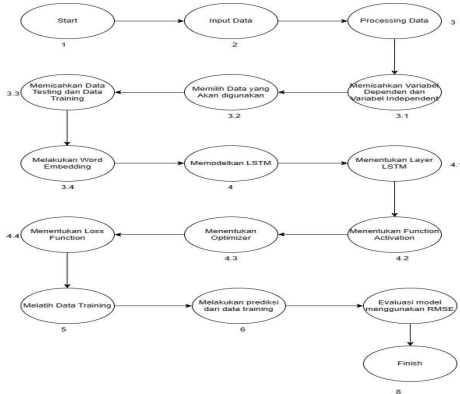 Start
1
Input Data
2
Processing Data
3
Memisahkan Variabel
Dependen dan
Variabel Independent
3.1
Memilih Data yang
Akan digunakan
3.2
Memisahkan Data
Testing dan Data
Training
3.3
Melakukan Word
Embedding
3.4
Memodelkan LSTM
4
Menentukan Layer
LSTM
4.1
Menentukan Function
Activation
4.2
Menentukan
Optimizer
4.3
Menentukan Loss
Function
4.4
Melatih Data Training
5
Melakukan prediksi
dari data training
6
Evaluasi model
menggunakan RMSE
Finish
8